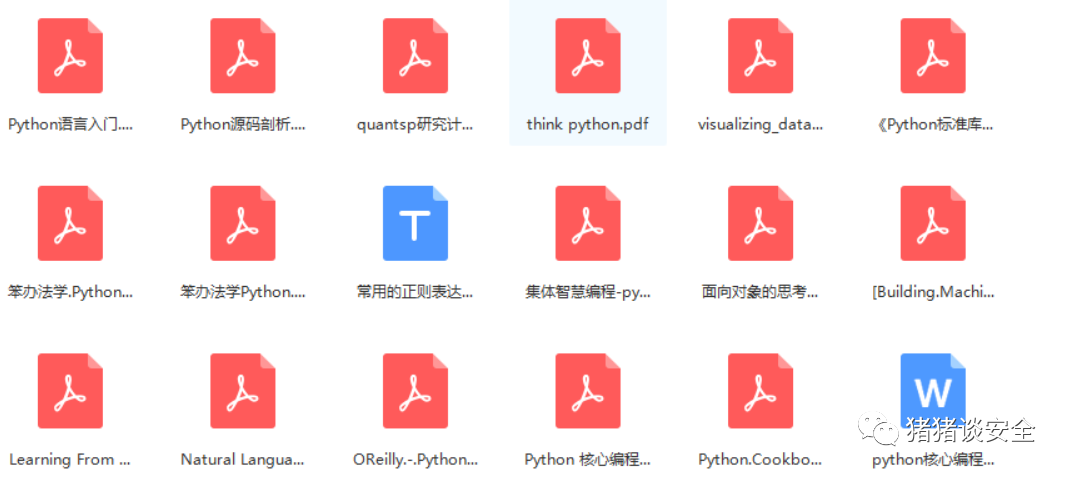 Python语言入门....
Python源码剖析....
quantsp研究计...
think python.pdf
visualizing_data...
《Python标准库...
笨办法学.Python...
笨办法学Python....
T
常用的正则表达...
集体智慧编程-py...
面向对象的思考...
[Building.Machi...
Learning From ...
Natural Langua...
OReilly.-.Python...
Python 核心编程...
Python.Cookbo...
W
python核心编程...
猪猪谈安全